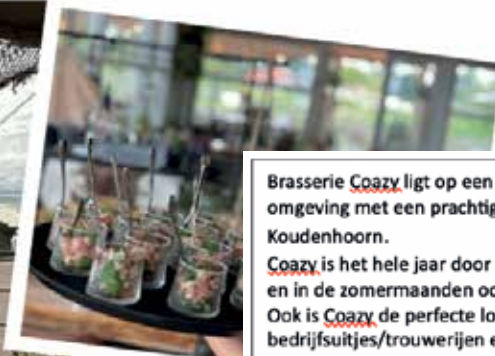 Brasserie Coazy ligt op een
omgeving met een prachtig
Koudenhoorn.
Coazy is het hele jaar door
en in de zomermaanden oo
Ook is Coazy de perfecte lo
bedrijfsuitjes/trouwerijen e